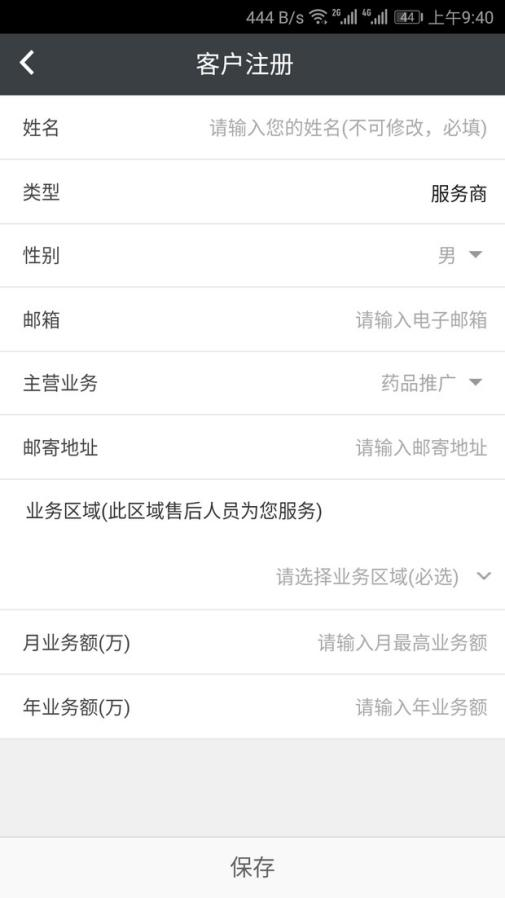 444 B/s 2G 4G 44 上午9:40
客户注册
姓名 请输入您的姓名(不可修改，必填)
类型 服务商
性别 男
邮箱 请输入电子邮箱
主营业务 药品推广
邮寄地址 请输入邮寄地址
业务区域(此区域售后人员为您服务)
请选择业务区域(必选)
月业务额(万) 请输入月最高业务额
年业务额(万) 请输入年业务额
保存